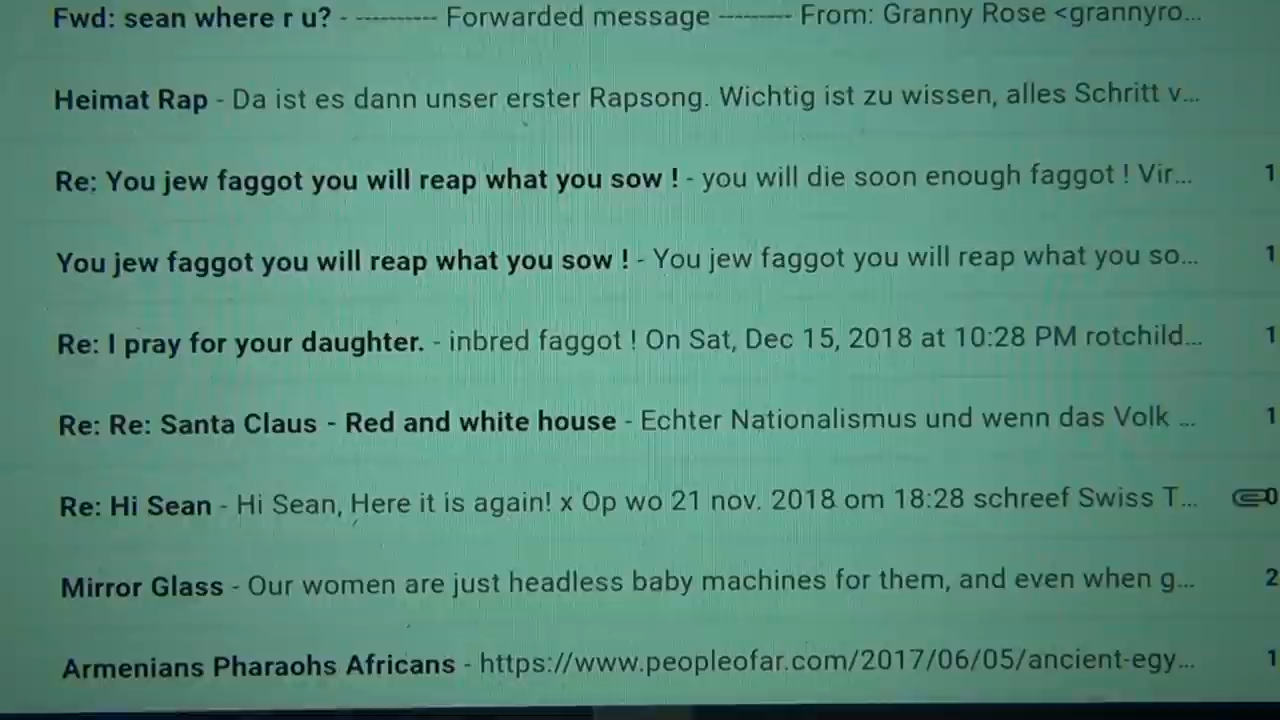 Fwd: sean where r u? - ---------- Forwarded message --------- From: Granny Rose <grannyro...
Heimat Rap - Da ist es dann unser erster Rapsong. Wichtig ist zu wissen, alles Schritt v...
Re: You jew faggot you will reap what you sow ! - you will die soon enough faggot ! Vir... 1
You jew faggot you will reap what you sow ! - You jew faggot you will reap what you so... 1
Re: I pray for your daughter. - inbred faggot ! On Sat, Dec 15, 2018 at 10:28 PM rotchild... 1
Re: Re: Santa Claus - Red and white house - Echter Nationalismus und wenn das Volk ... 1
Re: Hi Sean - Hi Sean, Here it is again! x Op wo 21 nov. 2018 om 18:28 schreef Swiss T... 0
Mirror Glass - Our women are just headless baby machines for them, and even when g... 2
Armenians Pharaohs Africans - https://www.peopleofar.com/2017/06/05/ancient-egy... 1